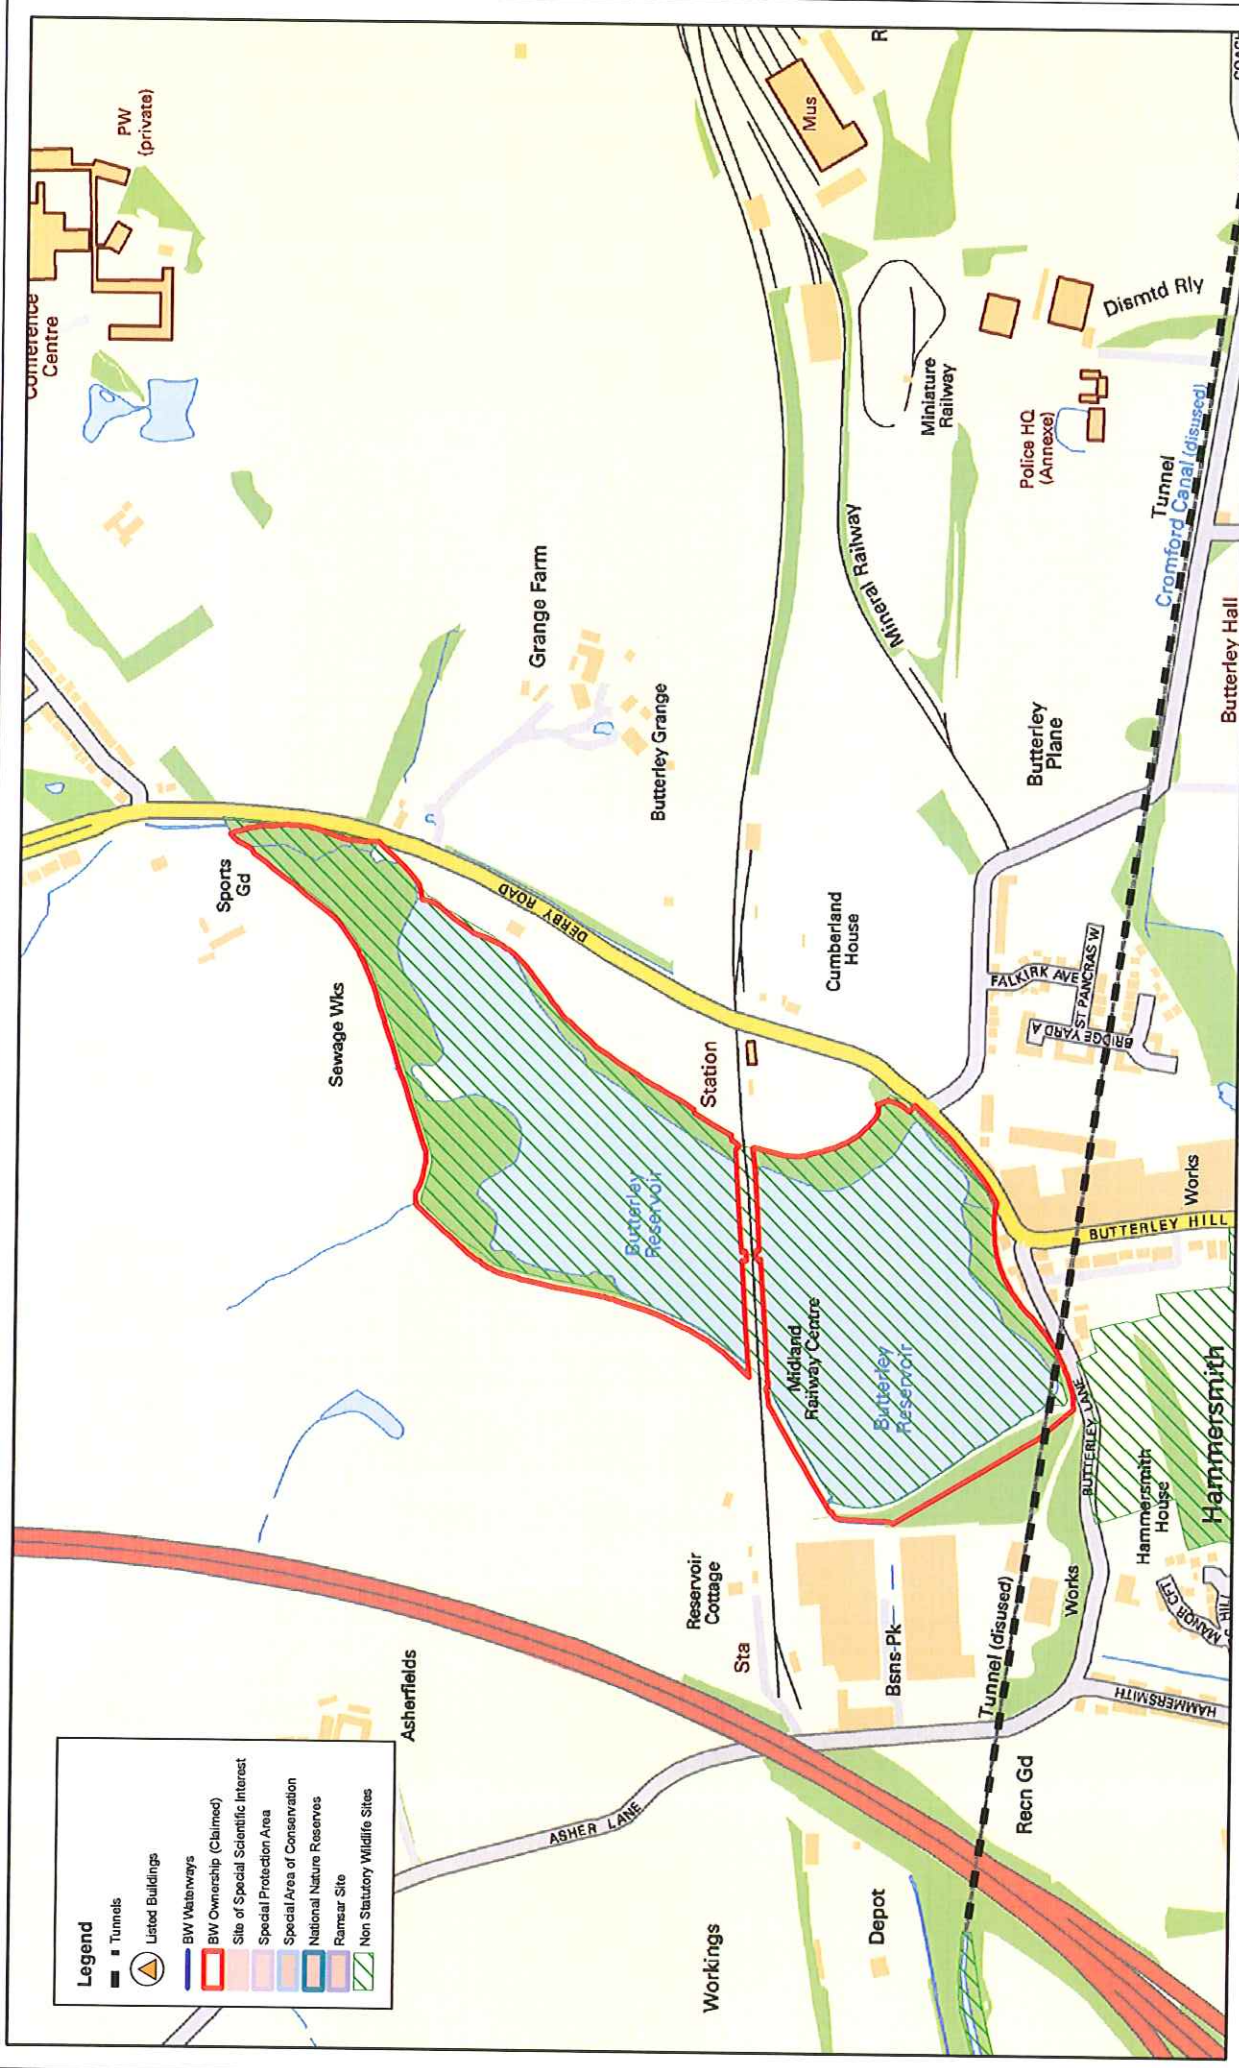 Legend
Tunnels
Listed Buildings
BW Waterways
BW Ownership (Claimed)
Site of Special Scientific Interest
Special Protection Area
Special Area of Conservation
National Nature Reserves
Ramsar Site
Non Statutory Wildlife Sites
Conference
Centre
PW
(private)
Sports
Gd
Sewage Wks
Grange Farm
Butterley Grange
DERBY ROAD
Asherfields
ASHER LANE
Butterley
Reservoir
Station
Mus
R
Reservoir
Cottage
Sta
Midland
Railway Centre
Cumberland
House
Mineral Railway
Miniature
Railway
Workings
Depot
Bsns Pk
Butterley
Reservoir
Police HQ
(Annexe)
Dismtd Rly
Butterley
Plane
Recn Gd
Tunnel (disused)
Works
FALKIRK AVE
ST PANCRAS W
BRIDGE YARD A
Tunnel
Cromford Canal (disused)
BUTTERLEY LANE
BUTTERLEY HILL
Works
HAMMERSMITH
MANOR CFT
HILL
Hammersmith
House
Hammersmith
Butterley Hall
COACH